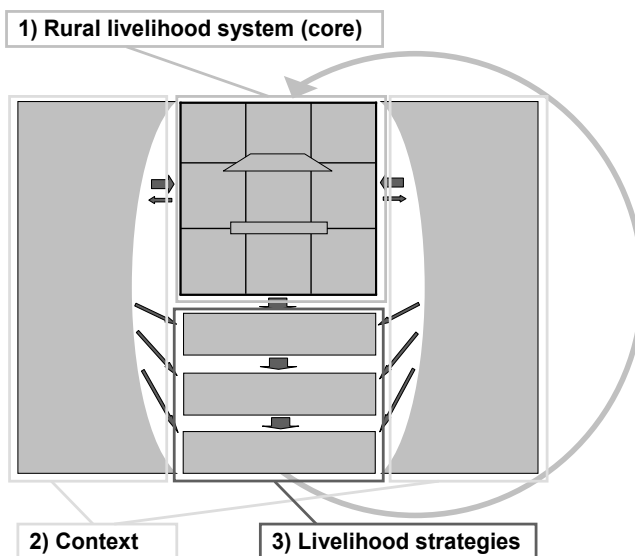 1) Rural livelihood system (core)
2) Context
3) Livelihood strategies